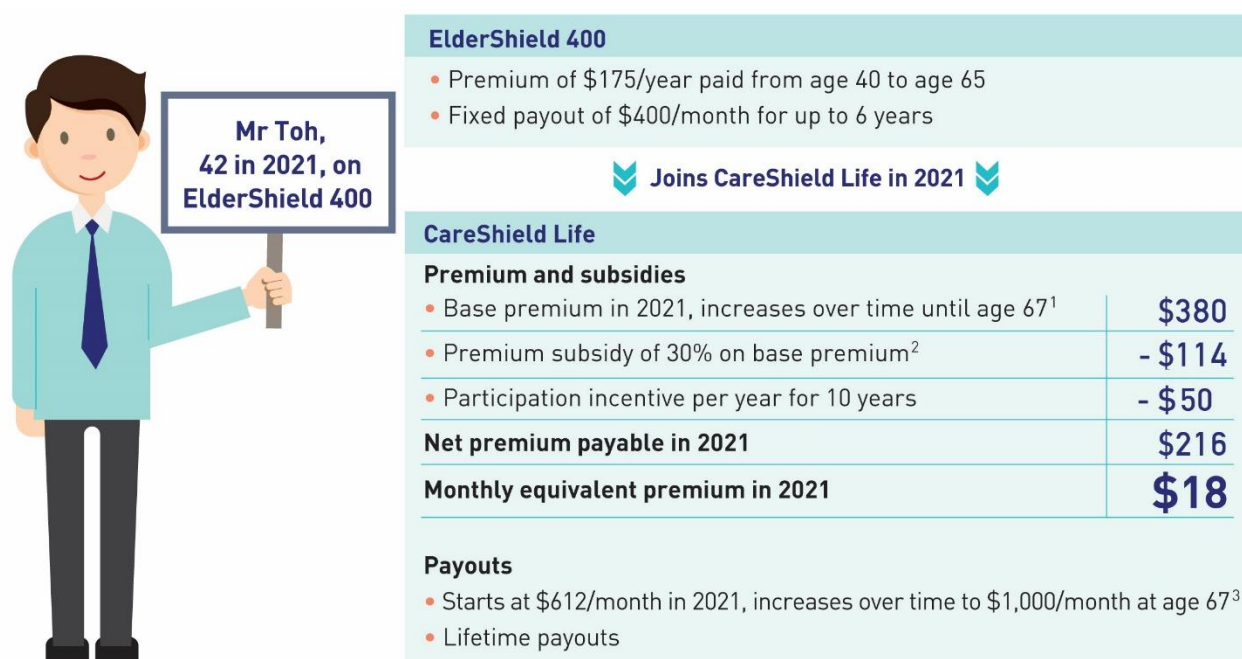 Mr Toh,
42 in 2021, on
ElderShield 400
ElderShield 400
• Premium of $175/year paid from age 40 to age 65
• Fixed payout of $400/month for up to 6 years
Joins CareShield Life in 2021
CareShield Life
Premium and subsidies
• Base premium in 2021, increases over time until age 67¹ $380
• Premium subsidy of 30% on base premium² - $114
• Participation incentive per year for 10 years - $50
Net premium payable in 2021 $216
Monthly equivalent premium in 2021 $18
Payouts
• Starts at $612/month in 2021, increases over time to $1,000/month at age 67³
• Lifetime payouts